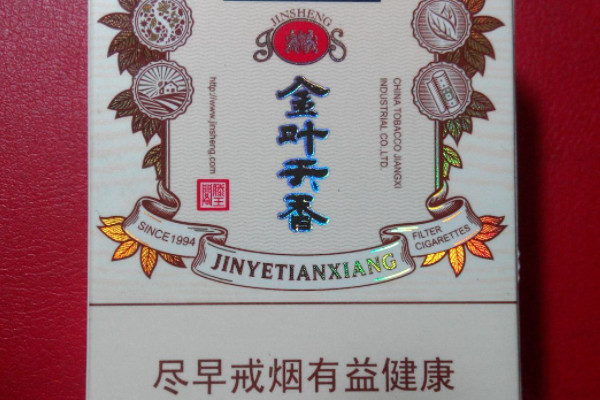 JINSHENG
金叶天香
http://www.jinsheng.com
CHINA TOBACCO JIANGXI
INDUSTRIAL CO.,LTD.
SINCE1994
JINYETIANXIANG
FILTER
CIGARETTES
尽早戒烟有益健康